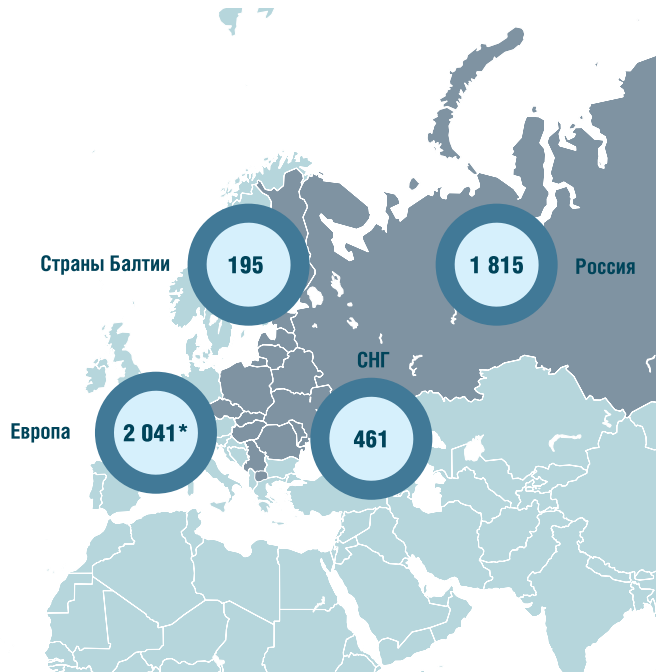 Страны Балтии
195
1 815
Россия
СНГ
Европа
2 041*
461